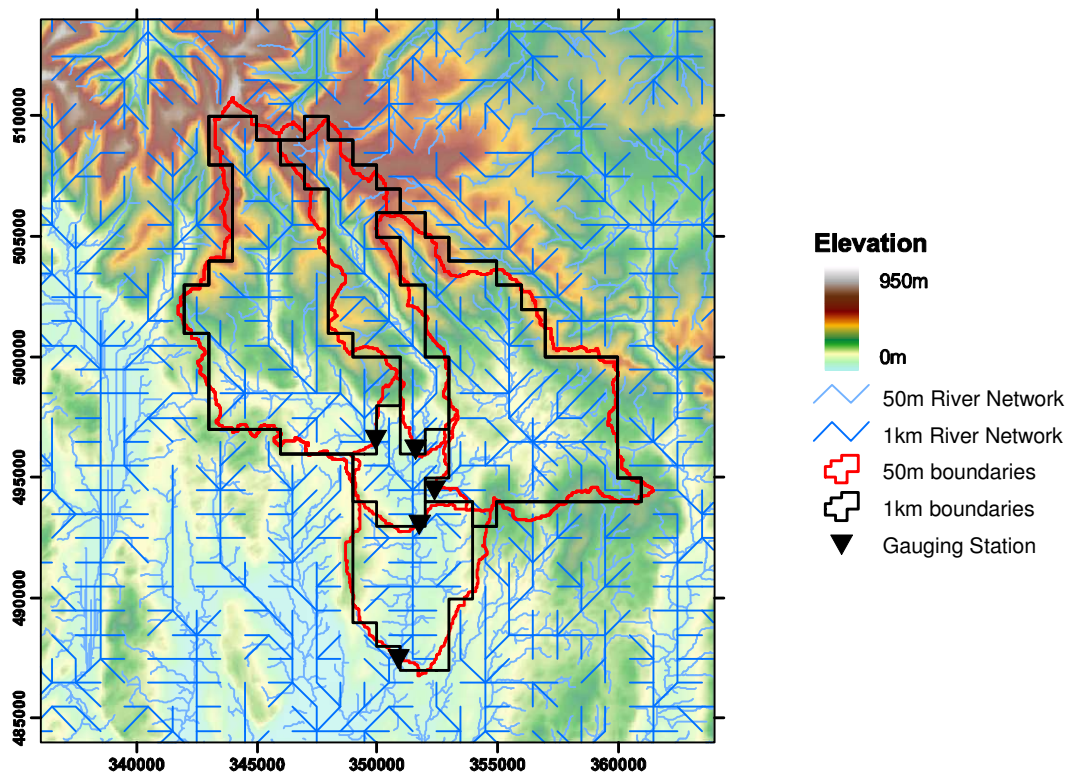 510000
505000
500000
495000
490000
485000
340000 345000 350000 355000 360000
Elevation
950m
0m
50m River Network
1km River Network
50m boundaries
1km boundaries
Gauging Station